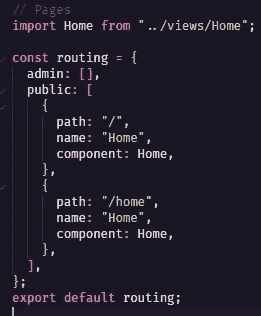 // Pages
import Home from "../views/Home";

const routing = {
  admin: [],
  public: [
    {
      path: "/",
      name: "Home",
      component: Home,
    },
    {
      path: "/home",
      name: "Home",
      component: Home,
    },
  ],
};
export default routing;